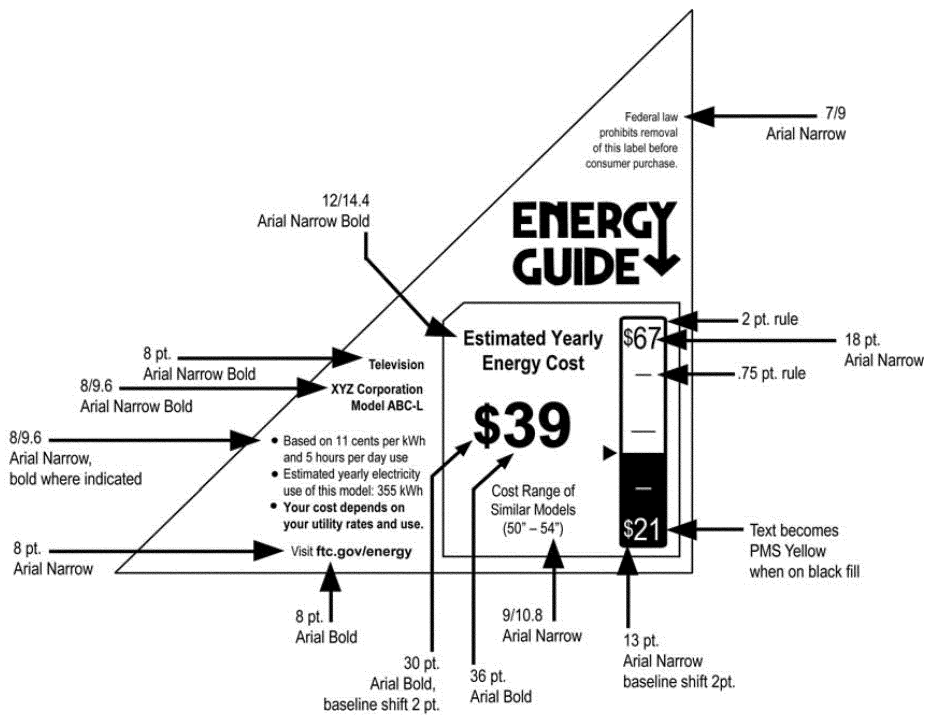 Federal law
prohibits removal
of this label before
consumer purchase.
7/9
Arial Narrow
12/14.4
Arial Narrow Bold
ENERGY
GUIDE
2 pt. rule
Estimated Yearly
Energy Cost
$67
18 pt.
Arial Narrow
8 pt.
Arial Narrow Bold
Television
.75 pt. rule
8/9.6
Arial Narrow Bold
XYZ Corporation
Model ABC-L
$39
8/9.6
Arial Narrow,
bold where indicated
• Based on 11 cents per kWh
and 5 hours per day use
• Estimated yearly electricity
use of this model: 355 kWh
• Your cost depends on
your utility rates and use.
Cost Range of
Similar Models
(50” – 54”)
$21
Text becomes
PMS Yellow
when on black fill
8 pt.
Arial Narrow
Visit ftc.gov/energy
8 pt.
Arial Bold
9/10.8
Arial Narrow
30 pt.
Arial Bold,
baseline shift 2 pt.
36 pt.
Arial Bold
13 pt.
Arial Narrow
baseline shift 2pt.